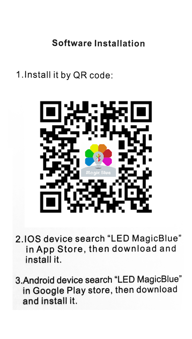 Software Installation
1.Install it by QR code:
Magic Blue
2.IOS device search "LED MagicBlue"
in App Store, then download and
install it.
3.Android device search "LED MagicBlue"
in Google Play store, then download
and install it.